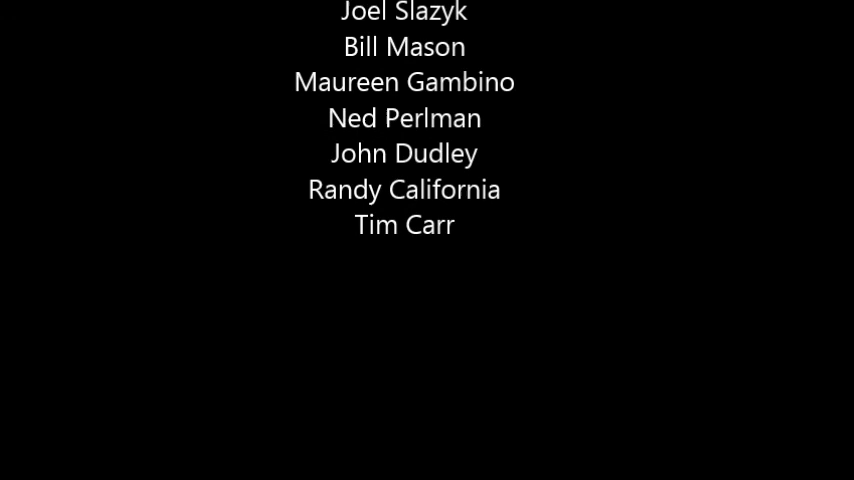 Joel Slazyk
Bill Mason
Maureen Gambino
Ned Perlman
John Dudley
Randy California
Tim Carr